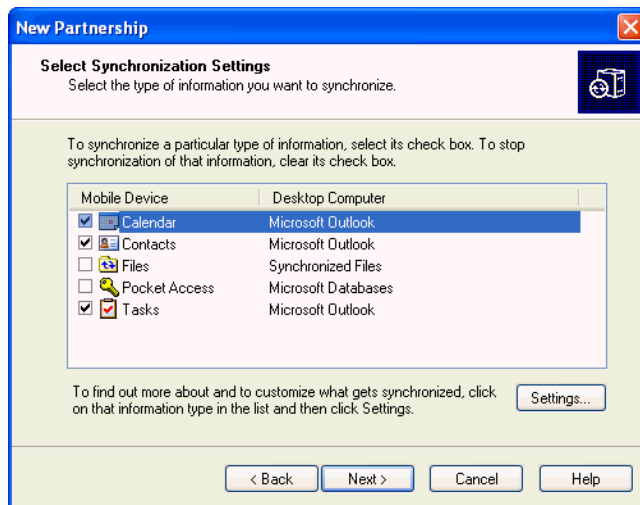 New Partnership
Select Synchronization Settings
Select the type of information you want to synchronize.
To synchronize a particular type of information, select its check box. To stop
synchronization of that information, clear its check box.
Mobile Device Desktop Computer
Calendar Microsoft Outlook
Contacts Microsoft Outlook
Files Synchronized Files
Pocket Access Microsoft Databases
Tasks Microsoft Outlook
To find out more about and to customize what gets synchronized, click
on that information type in the list and then click Settings.
Settings...
< Back Next > Cancel Help